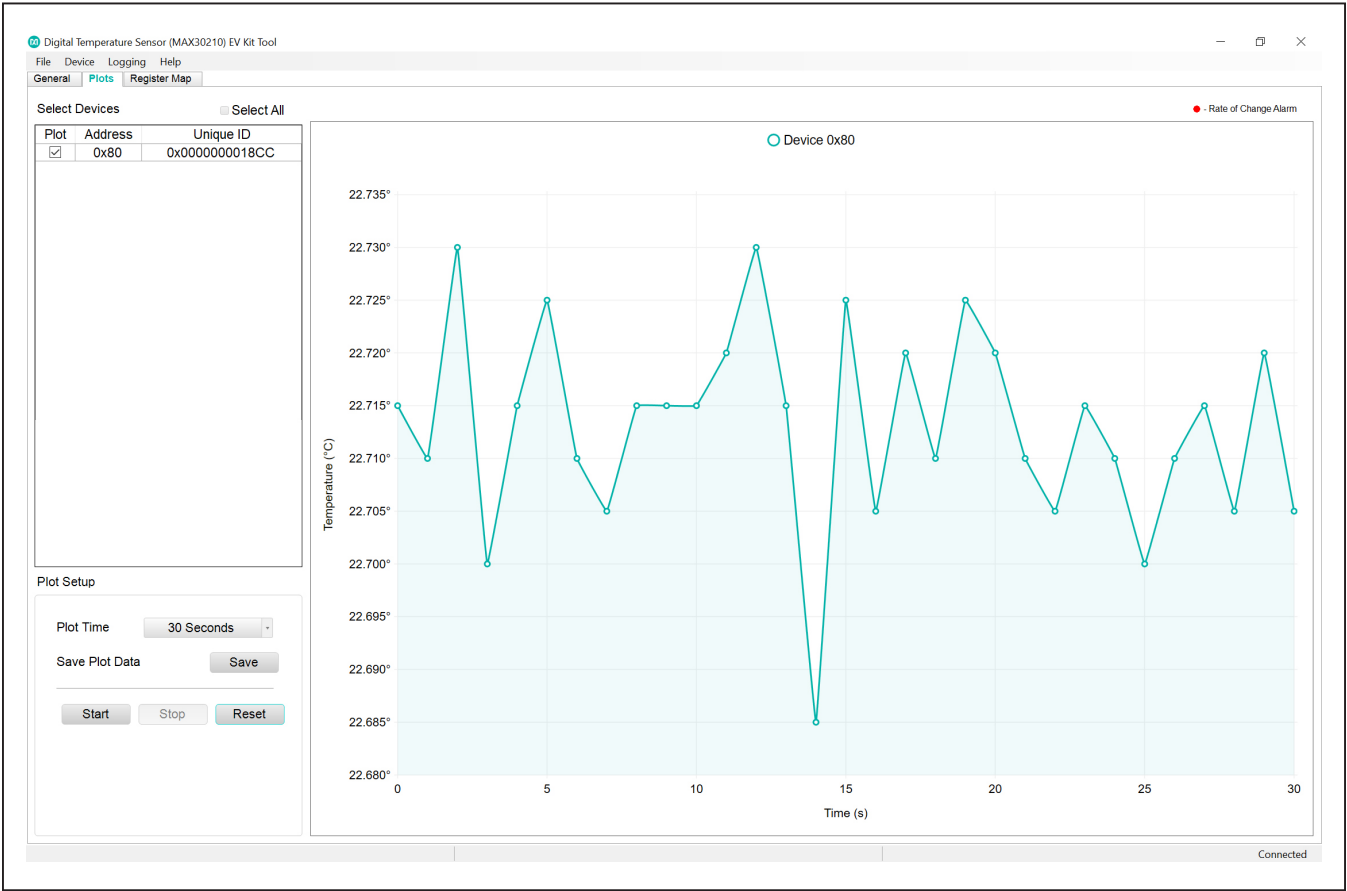 Digital Temperature Sensor (MAX30210) EV Kit Tool
File Device Logging Help
General Plots Register Map
Select Devices Select All
Plot Address Unique ID
0x80 0x0000000018CC
Plot Setup
Plot Time 30 Seconds
Save Plot Data Save
Start Stop Reset
- Rate of Change Alarm
Device 0x80
22.735°
22.730°
22.725°
22.720°
22.715°
22.710°
22.705°
22.700°
22.695°
22.690°
22.685°
22.680°
Temperature (°C)
0 5 10 15 20 25 30
Time (s)
Connected